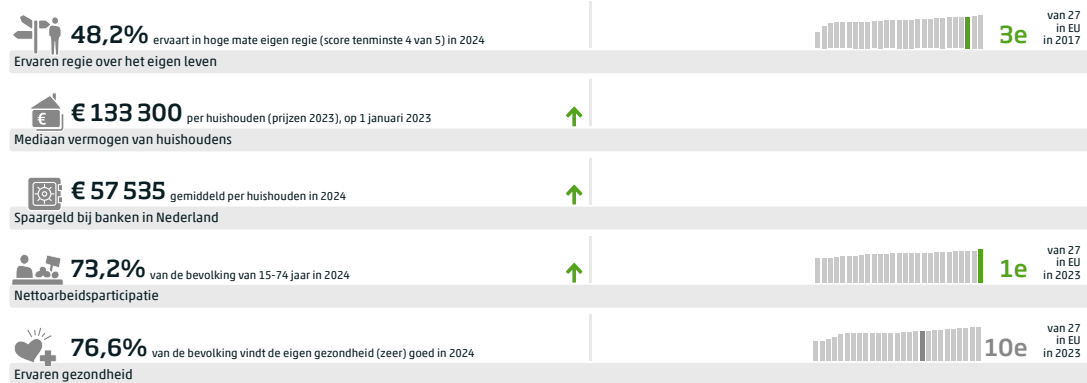 48,2% ervaart in hoge mate eigen regie (score tenminste 4 van 5) in 2024
3e
van 27
in EU
in 2017
Ervaren regie over het eigen leven
€ 133 300 per huishouden (prijzen 2023), op 1 januari 2023
Mediaan vermogen van huishoudens
€ 57 535 gemiddeld per huishouden in 2024
Spaargeld bij banken in Nederland
73,2% van de bevolking van 15-74 jaar in 2024
1e
van 27
in EU
in 2023
Nettoarbeidsparticipatie
76,6% van de bevolking vindt de eigen gezondheid (zeer) goed in 2024
10e
van 27
in EU
in 2023
Ervaren gezondheid